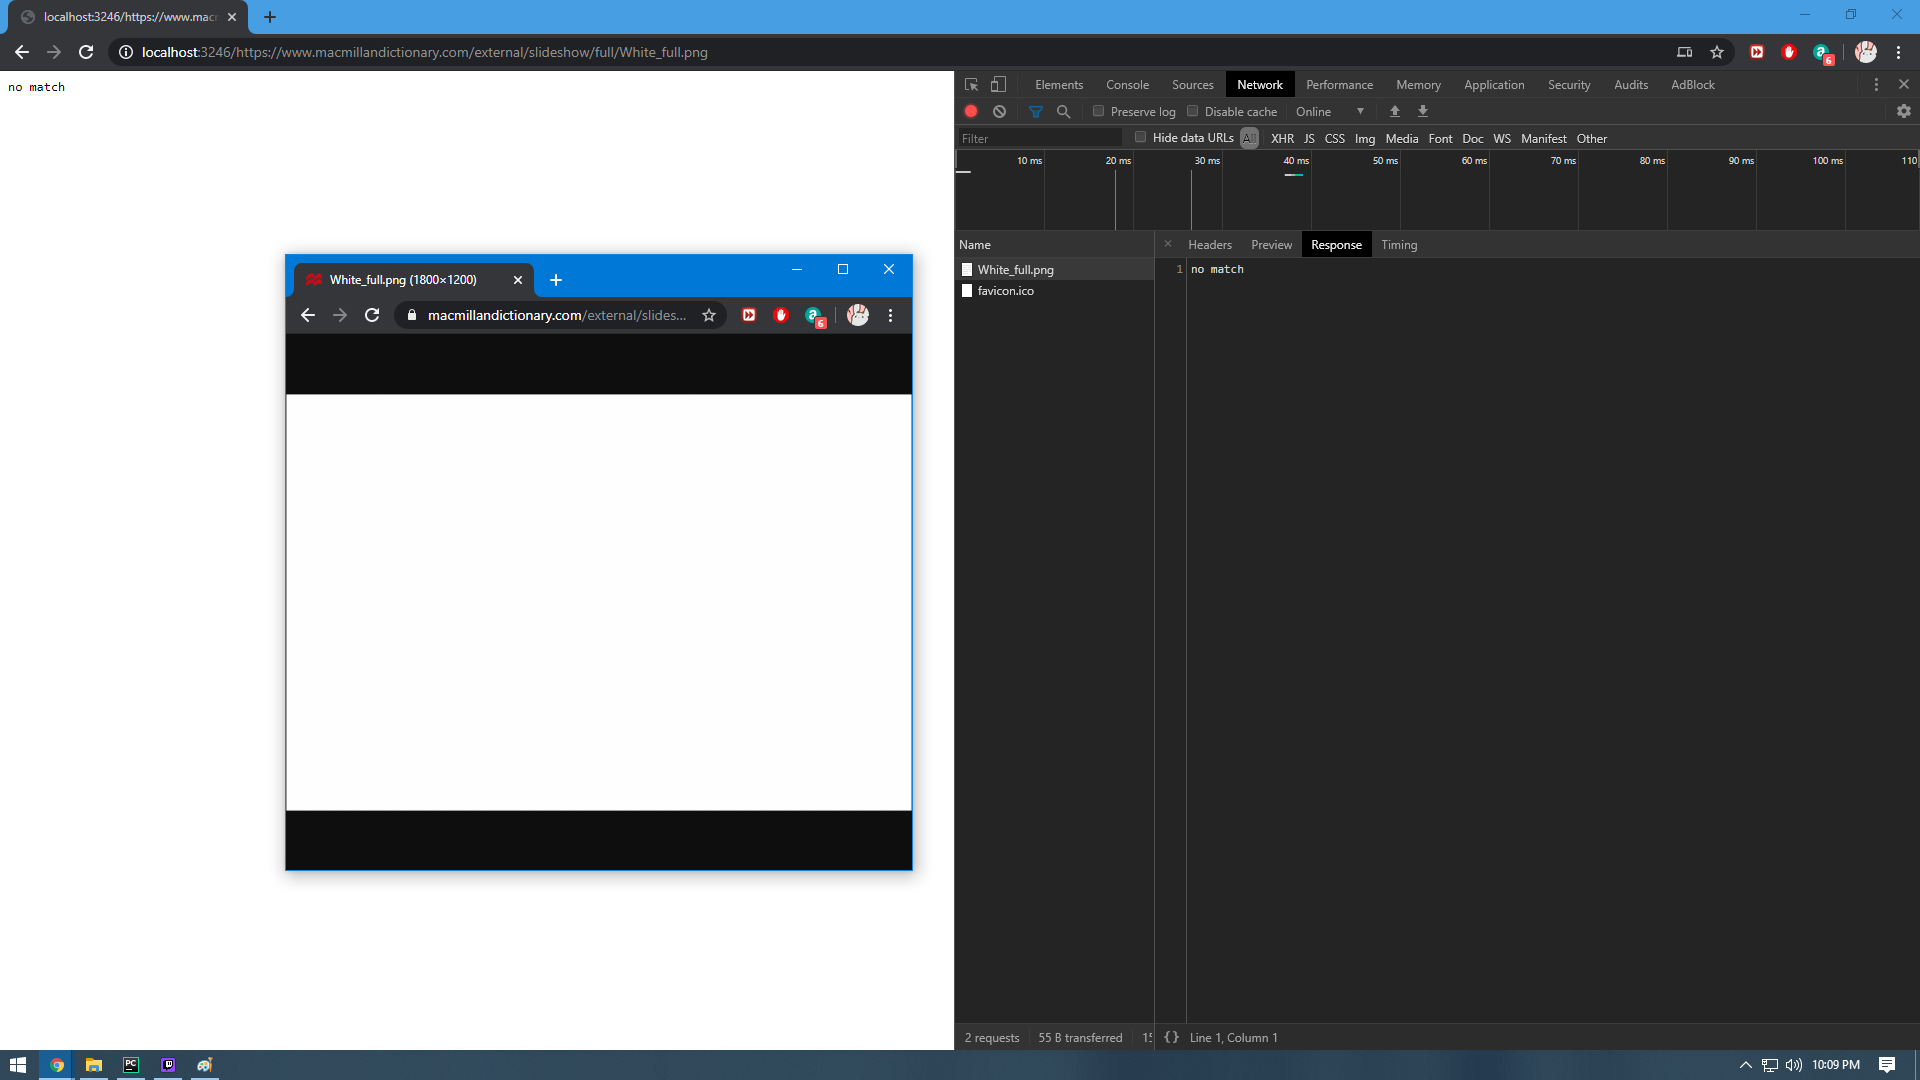 localhost:3246/https://www.macm
localhost:3246/https://www.macmillandictionary.com/external/slideshow/full/White_full.png
6
no match
Elements Console Sources Network Performance Memory Application Security Audits AdBlock
Preserve log Disable cache Online
Filter Hide data URLs All XHR JS CSS Img Media Font Doc WS Manifest Other
10 ms 20 ms 30 ms 40 ms 50 ms 60 ms 70 ms 80 ms 90 ms 100 ms 110
Name Headers Preview Response Timing
White_full.png
favicon.ico
1 no match
White_full.png (1800×1200)
macmillandictionary.com/external/slides...
6
2 requests 55 B transferred 15 {} Line 1, Column 1
PC
10:09 PM